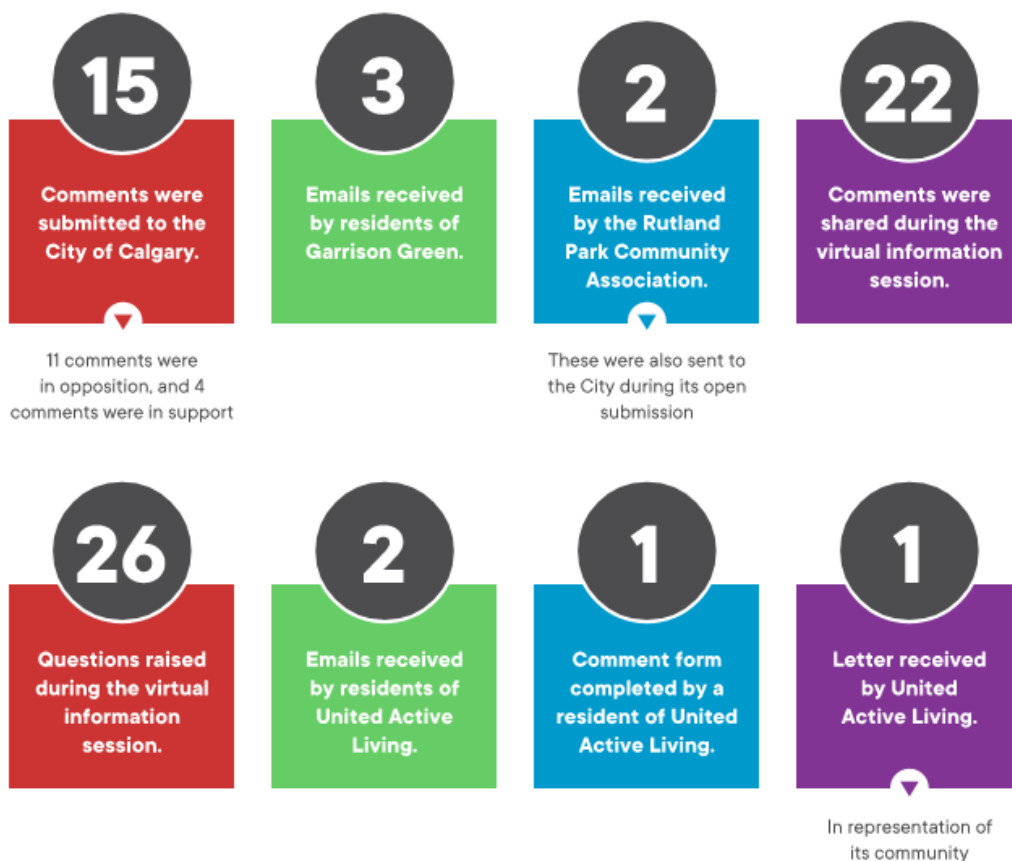 15
Comments were
submitted to the
City of Calgary.
11 comments were
in opposition, and 4
comments were in support
3
Emails received
by residents of
Garrison Green.
2
Emails received
by the Rutland
Park Community
Association.
These were also sent to
the City during its open
submission
22
Comments were
shared during the
virtual information
session.
26
Questions raised
during the virtual
information
session.
2
Emails received
by residents of
United Active
Living.
1
Comment form
completed by a
resident of United
Active Living.
1
Letter received
by United
Active Living.
In representation of
its community